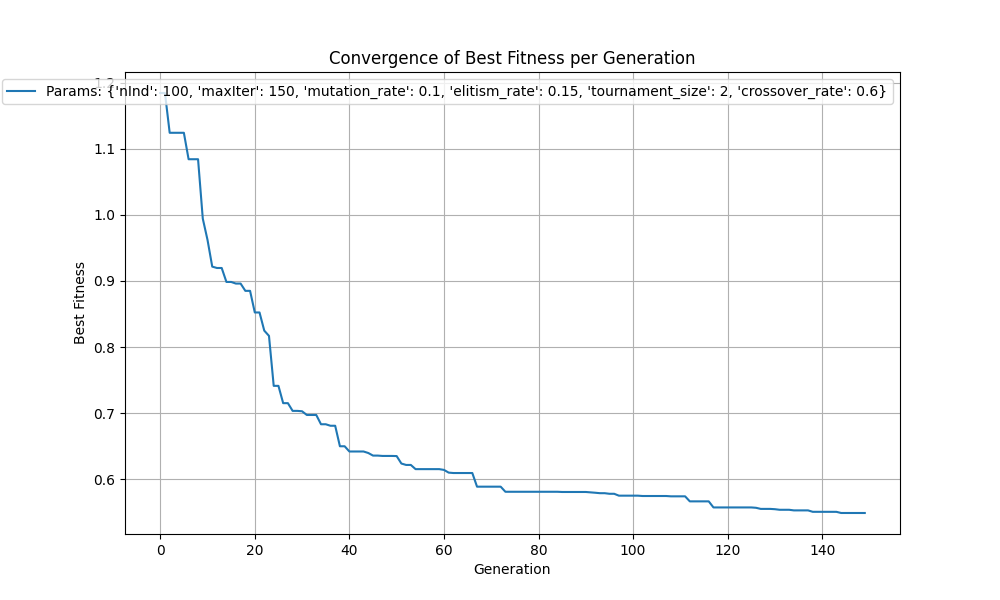 Convergence of Best Fitness per Generation
1.2
Params: {'nInd': 100, 'maxIter': 150, 'mutation_rate': 0.1, 'elitism_rate': 0.15, 'tournament_size': 2, 'crossover_rate': 0.6}
1.1
1.0
0.9
0.8
0.7
0.6
Best Fitness
0 20 40 60 80 100 120 140
Generation